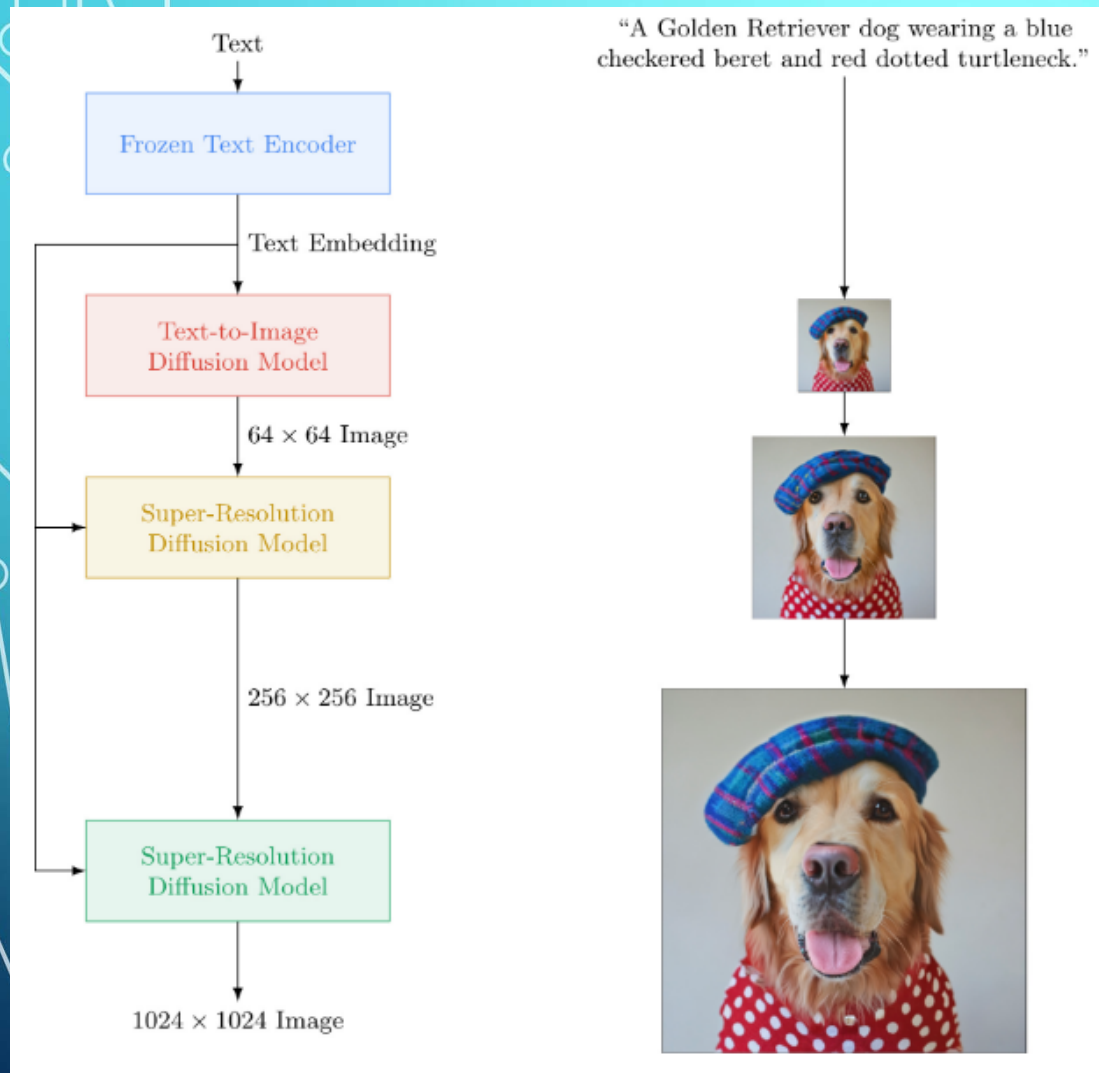 Text
Frozen Text Encoder
Text Embedding
Text-to-Image
Diffusion Model
64 × 64 Image
Super-Resolution
Diffusion Model
256 × 256 Image
Super-Resolution
Diffusion Model
1024 × 1024 Image
“A Golden Retriever dog wearing a blue
checkered beret and red dotted turtleneck.”